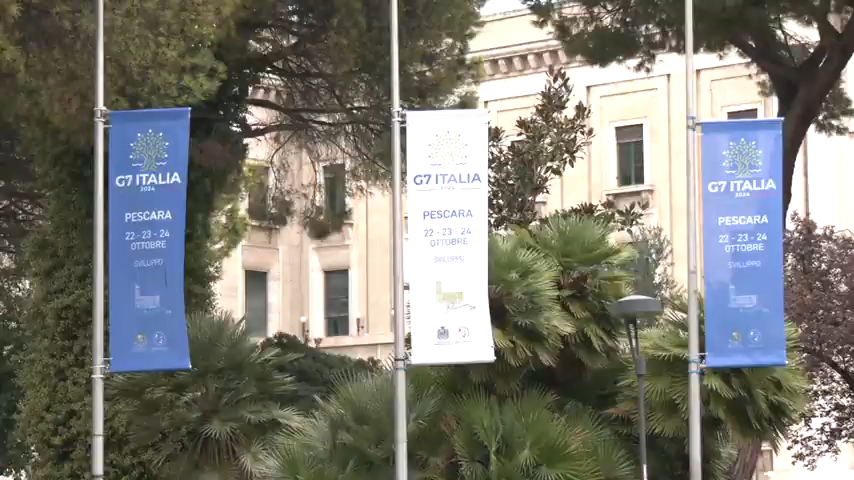 G7 ITALIA
2024
PESCARA
22 - 23 - 24
OTTOBRE
SVILUPPO
G7 ITALIA
2024
PESCARA
22 - 23 - 24
OTTOBRE
SVILUPPO
G7 ITALIA
2024
PESCARA
22 - 23 - 24
OTTOBRE
SVILUPPO